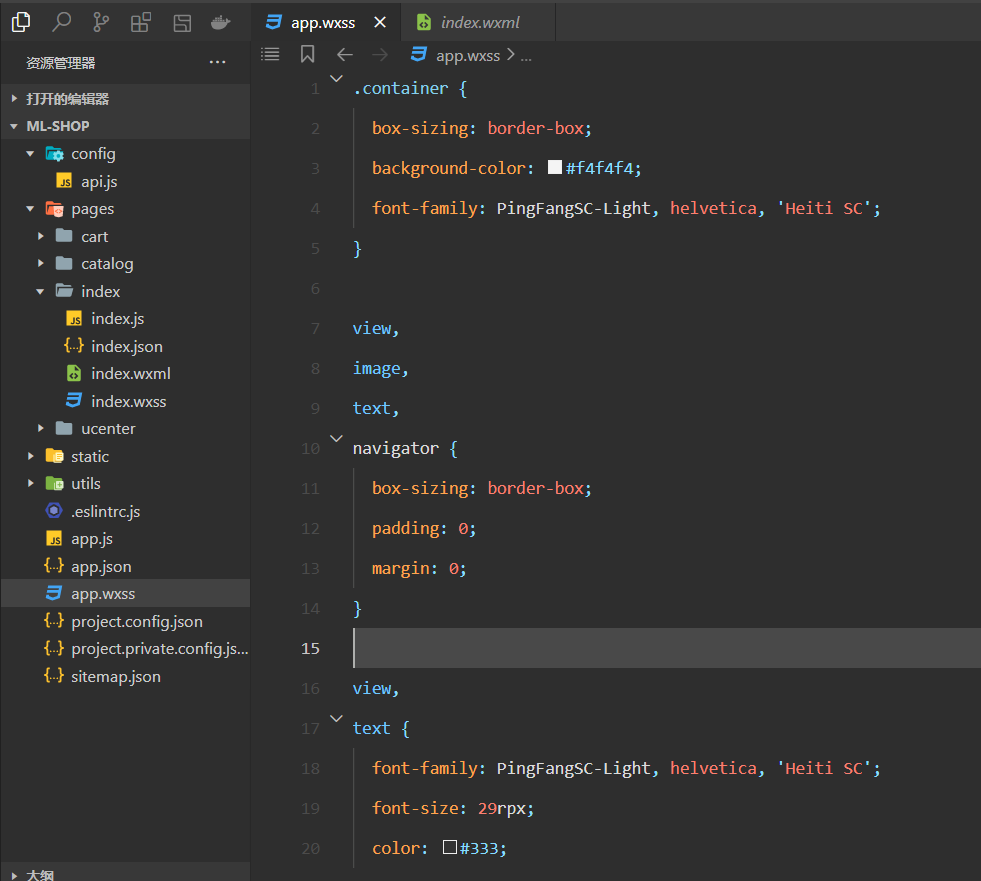 app.wxss
index.wxml
资源管理器
app.wxss > ...
打开的编辑器
ML-SHOP
config
JS api.js
pages
cart
catalog
index
JS index.js
{..} index.json
index.wxml
index.wxss
ucenter
static
utils
.eslintrc.js
JS app.js
{..} app.json
app.wxss
{..} project.config.json
{..} project.private.config.js...
{..} sitemap.json
大纲
1 .container {
2 box-sizing: border-box;
3 background-color: #f4f4f4;
4 font-family: PingFangSC-Light, helvetica, 'Heiti SC';
5 }
6
7 view,
8 image,
9 text,
10 navigator {
11 box-sizing: border-box;
12 padding: 0;
13 margin: 0;
14 }
15
16 view,
17 text {
18 font-family: PingFangSC-Light, helvetica, 'Heiti SC';
19 font-size: 29rpx;
20 color: #333;